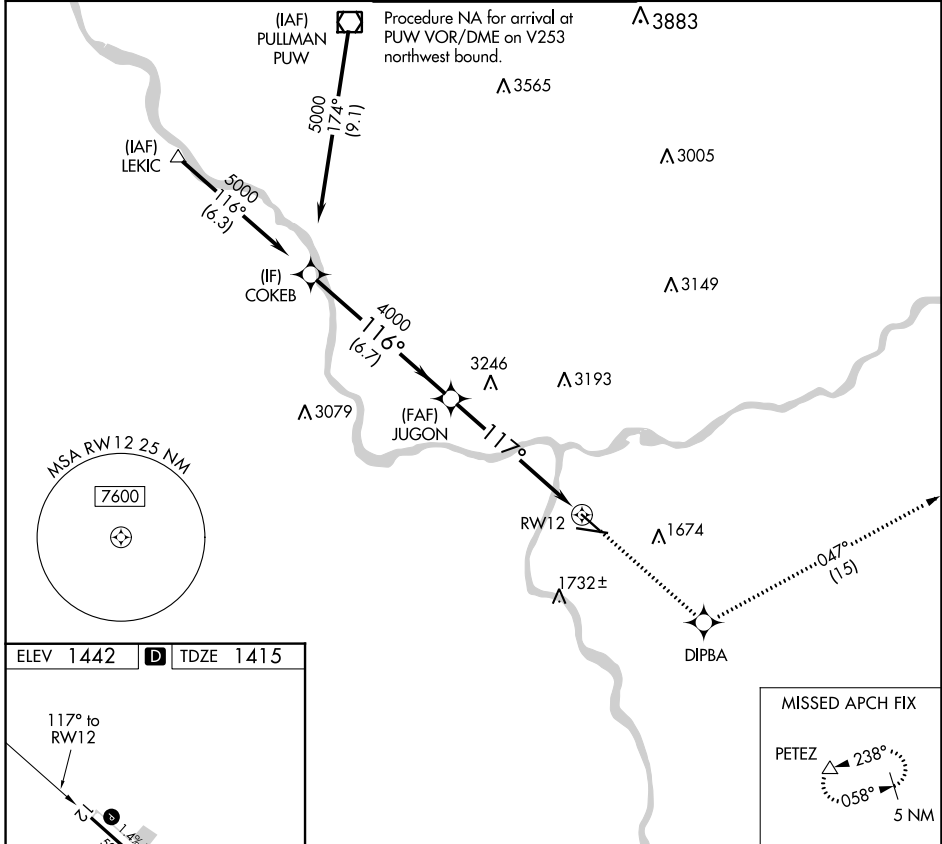 (IAF)
PULLMAN
PUW
Procedure NA for arrival at
PUW VOR/DME on V253
northwest bound.
3883
3565
5000
174°
(9.1)
(IAF)
LEKIC
3005
5000
116°
(6.3)
(IF)
COKEB
3149
4000
116°
(6.7)
3246
3193
3079
(FAF)
JUGON
117°
MSA RW12 25 NM
7600
RW12
1674
047°
(15)
1732±
DIPBA
ELEV 1442 D TDZE 1415
117° to
RW12
12
P
1.4%
MISSED APCH FIX
PETEZ
238°
058°
5 NM